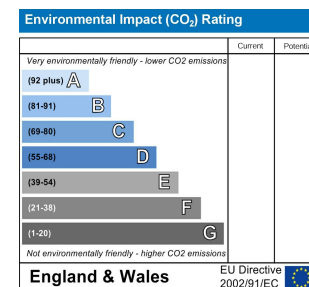 Environmental Impact (CO₂) Rating
Current Potentia
Very environmentally friendly - lower CO2 emissions
(92 plus) A
(81-91) B
(69-80) C
(55-68) D
(39-54) E
(21-38) F
(1-20) G
Not environmentally friendly - higher CO2 emissions
England & Wales
EU Directive
2002/91/EC